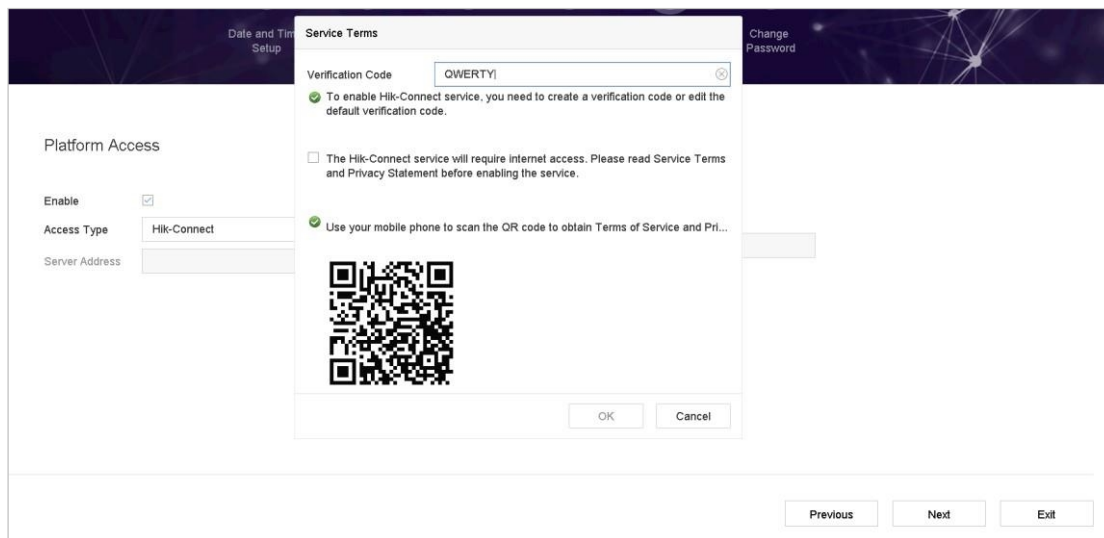 Date and Tim
Setup
Service Terms
Change
Password
Verification Code
QWERTY
To enable Hik-Connect service, you need to create a verification code or edit the
default verification code.
Platform Access
The Hik-Connect service will require internet access. Please read Service Terms
and Privacy Statement before enabling the service.
Enable
Access Type
Hik-Connect
Use your mobile phone to scan the QR code to obtain Terms of Service and Pri...
Server Address
OK
Cancel
Previous
Next
Exit